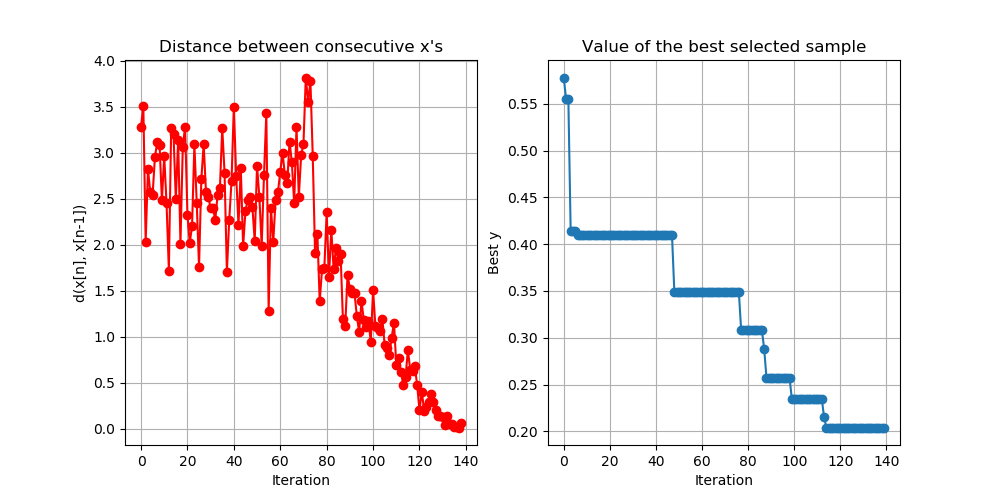 Distance between consecutive x's
4.0
3.5
3.0
2.5
2.0
1.5
1.0
0.5
0.0
d(x[n], x[n-1])
0 20 40 60 80 100 120 140
Iteration
Value of the best selected sample
0.55
0.50
0.45
0.40
0.35
0.30
0.25
0.20
Best y
0 20 40 60 80 100 120 140
Iteration